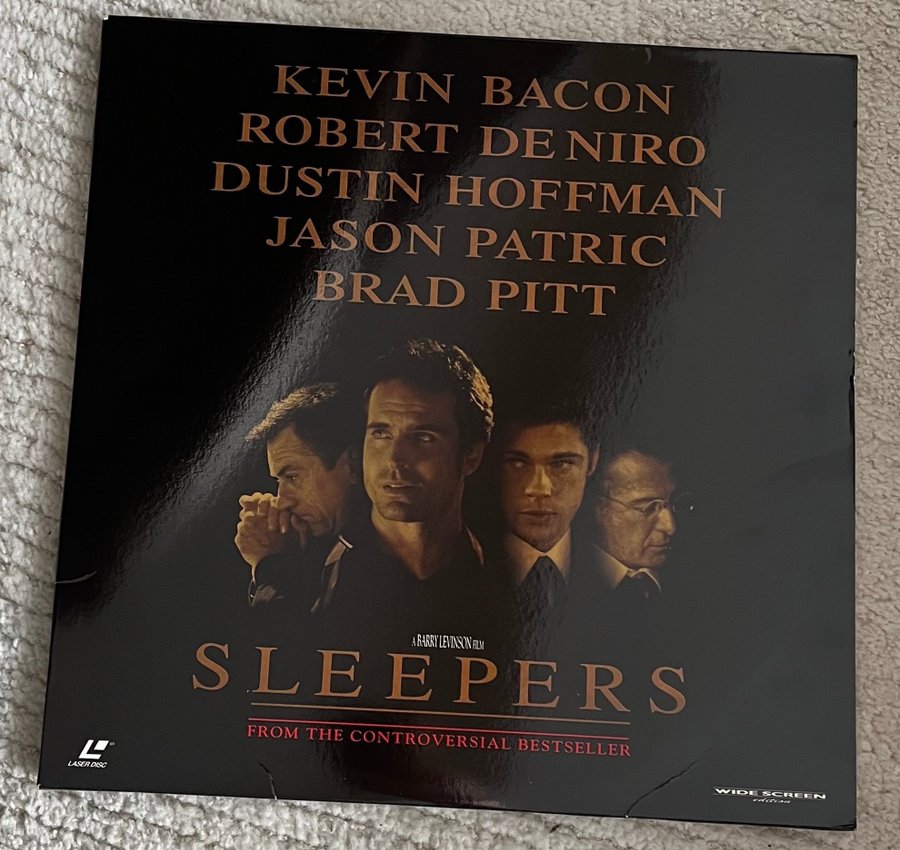 KEVIN BACON
ROBERT DE NIRO
DUSTIN HOFFMAN
JASON PATRIC
BRAD PITT
A BARRY LEVINSON FILM
SLEEPERS
FROM THE CONTROVERSIAL BESTSELLER
LASER DISC
WIDE SCREEN
edition